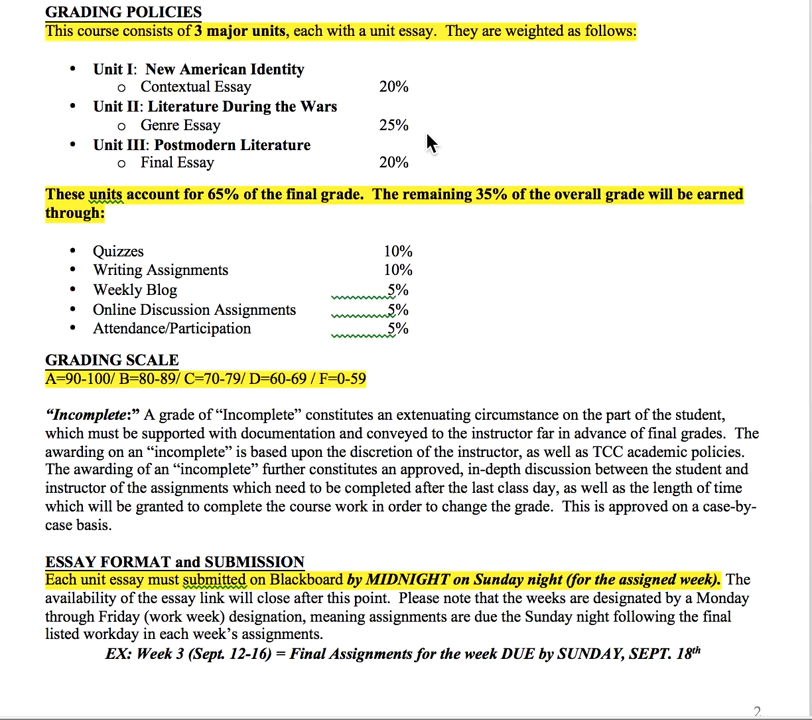 GRADING POLICIES
This course consists of 3 major units, each with a unit essay. They are weighted as follows:
• Unit I: New American Identity
o Contextual Essay 20%
• Unit II: Literature During the Wars
o Genre Essay 25%
• Unit III: Postmodern Literature
o Final Essay 20%
These units account for 65% of the final grade. The remaining 35% of the overall grade will be earned
through:
• Quizzes 10%
• Writing Assignments 10%
• Weekly Blog 5%
• Online Discussion Assignments 5%
• Attendance/Participation 5%
GRADING SCALE
A=90-100/ B=80-89/ C=70-79/ D=60-69 / F=0-59
“Incomplete:” A grade of “Incomplete” constitutes an extenuating circumstance on the part of the student,
which must be supported with documentation and conveyed to the instructor far in advance of final grades. The
awarding on an “incomplete” is based upon the discretion of the instructor, as well as TCC academic policies.
The awarding of an “incomplete” further constitutes an approved, in-depth discussion between the student and
instructor of the assignments which need to be completed after the last class day, as well as the length of time
which will be granted to complete the course work in order to change the grade. This is approved on a case-by-
case basis.
ESSAY FORMAT and SUBMISSION
Each unit essay must submitted on Blackboard by MIDNIGHT on Sunday night (for the assigned week). The
availability of the essay link will close after this point. Please note that the weeks are designated by a Monday
through Friday (work week) designation, meaning assignments are due the Sunday night following the final
listed workday in each week’s assignments.
EX: Week 3 (Sept. 12-16) = Final Assignments for the week DUE by SUNDAY, SEPT. 18th
2